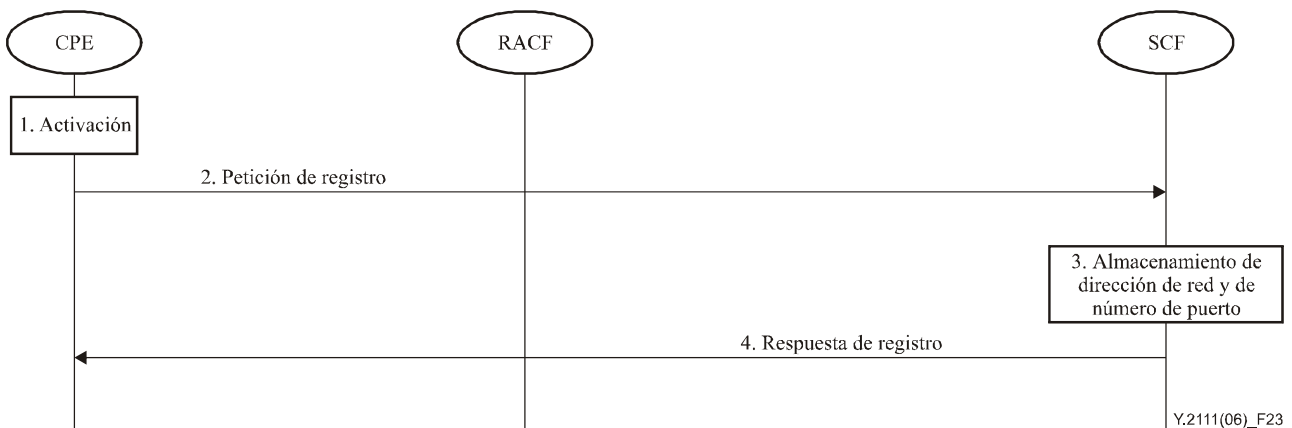 CPE
RACF
SCF
1. Activación
2. Petición de registro
3. Almacenamiento de
dirección de red y de
número de puerto
4. Respuesta de registro
Y.2111(06)_F23